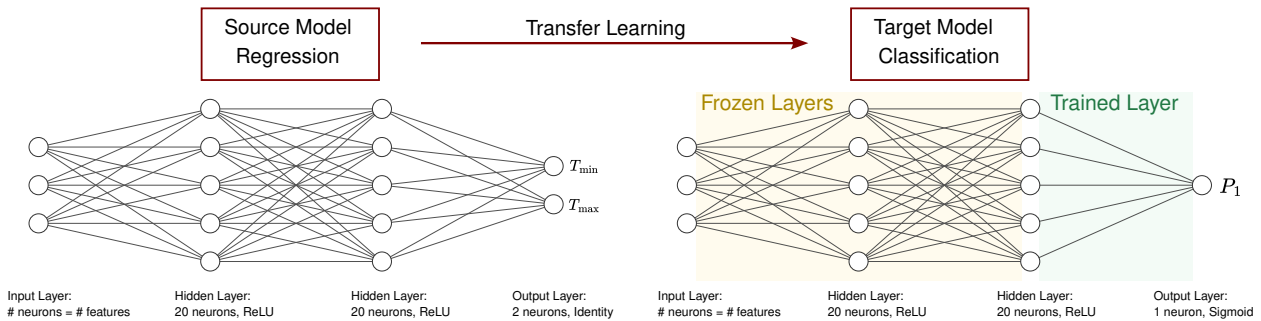 Source Model
Regression
Transfer Learning
Target Model
Classification
Frozen Layers
Trained Layer
T_min
T_max
P_1
Input Layer:
# neurons = # features
Hidden Layer:
20 neurons, ReLU
Hidden Layer:
20 neurons, ReLU
Output Layer:
2 neurons, Identity
Input Layer:
# neurons = # features
Hidden Layer:
20 neurons, ReLU
Hidden Layer:
20 neurons, ReLU
Output Layer:
1 neuron, Sigmoid